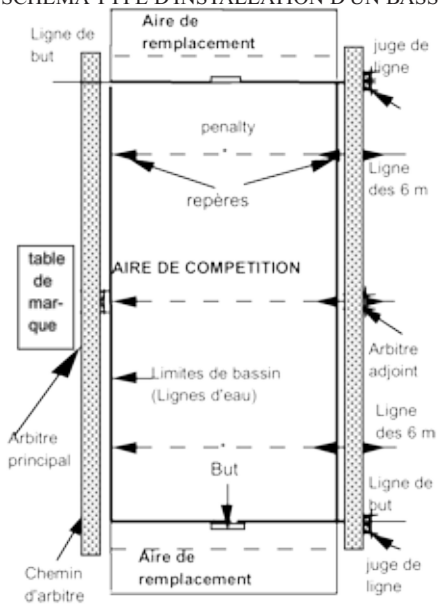 SCHEMA TYPE D'INSTALLATION D'UN BASS
Aire de
remplacement
Ligne de
but
juge de
ligne
penalty
repères
Ligne
des 6 m
table
de
mar-
que
AIRE DE COMPETITION
Arbitre
adjoint
Limites de bassin
(Lignes d'eau)
Arbitre
principal
Ligne
des 6 m
But
Ligne de
but
Chemin
d'arbitre
Aire de
remplacement
juge de
ligne